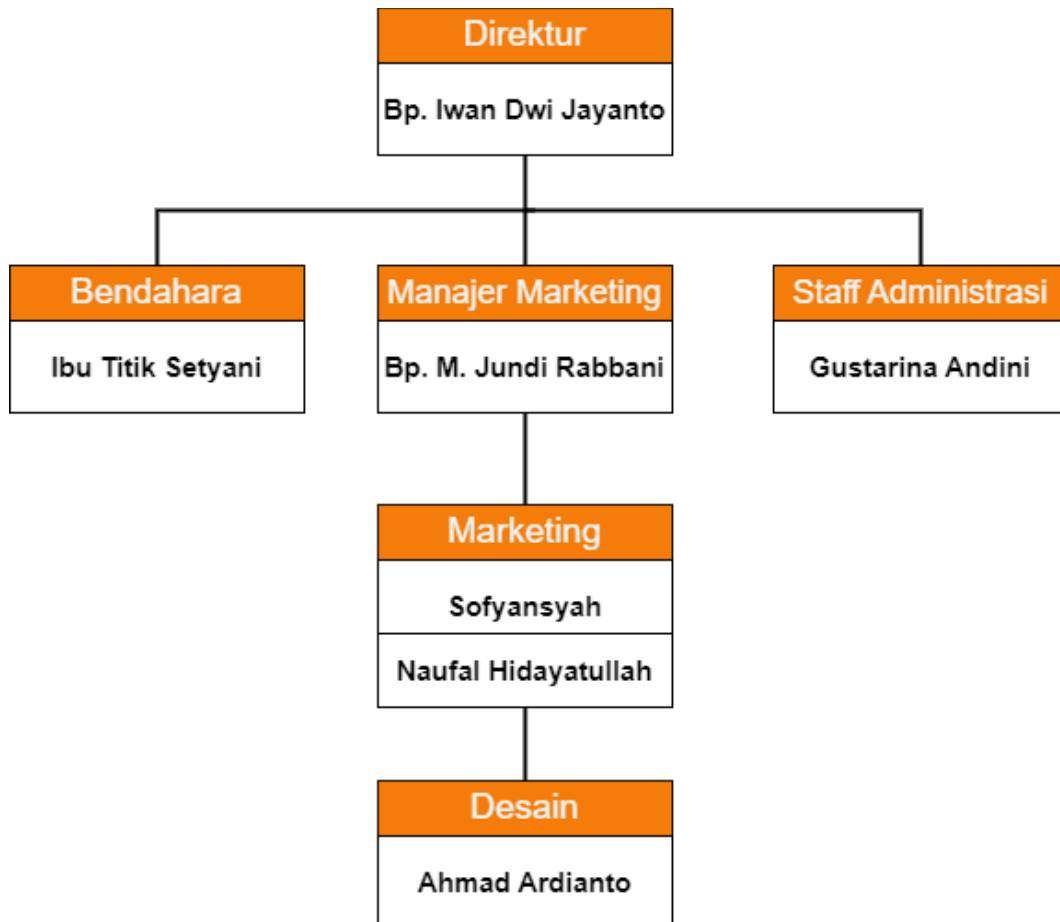 Direktur
Bp. Iwan Dwi Jayanto
Bendahara
Ibu Titik Setyani
Manajer Marketing
Bp. M. Jundi Rabbani
Staff Administrasi
Gustarina Andini
Marketing
Sofyansyah
Naufal Hidayatullah
Desain
Ahmad Ardianto